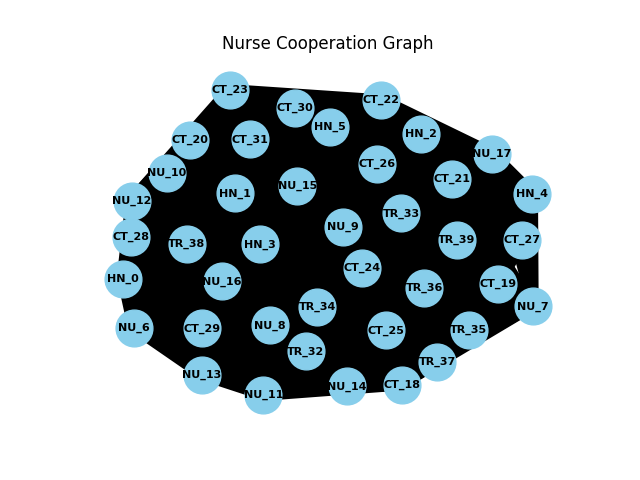 Nurse Cooperation Graph
CT_23
CT_22
CT_30
HN_5
HN_2
CT_20
CT_31
NU_17
CT_26
NU_10
CT_21
NU_15
HN_1
HN_4
NU_12
TR_33
NU_9
CT_28
TR_39
CT_27
TR_38
HN_3
CT_24
HN_0
NU_16
CT_19
TR_36
NU_7
TR_34
NU_8
NU_6
CT_29
CT_25
TR_35
TR_32
TR_37
NU_13
CT_18
NU_14
NU_11